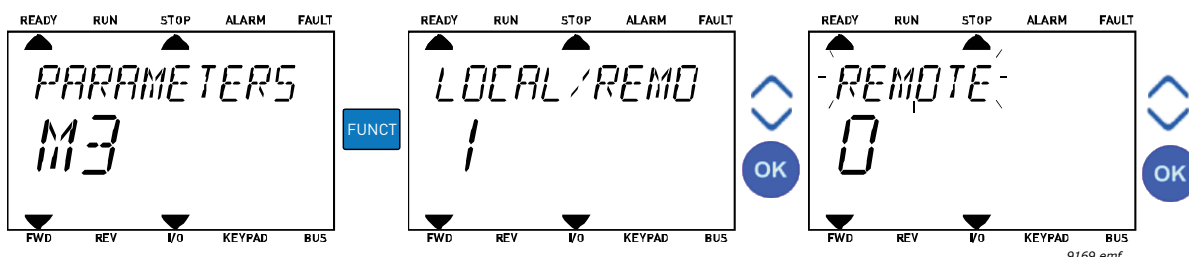 READY RUN STOP ALARM FAULT
PARAMETERS
M3
FWD REV I/O KEYPAD BUS
FUNCT
READY RUN STOP ALARM FAULT
LOCAL/REMO
1
FWD REV I/O KEYPAD BUS
OK
READY RUN STOP ALARM FAULT
REMOTE
0
FWD REV I/O KEYPAD BUS
OK
9169.emf